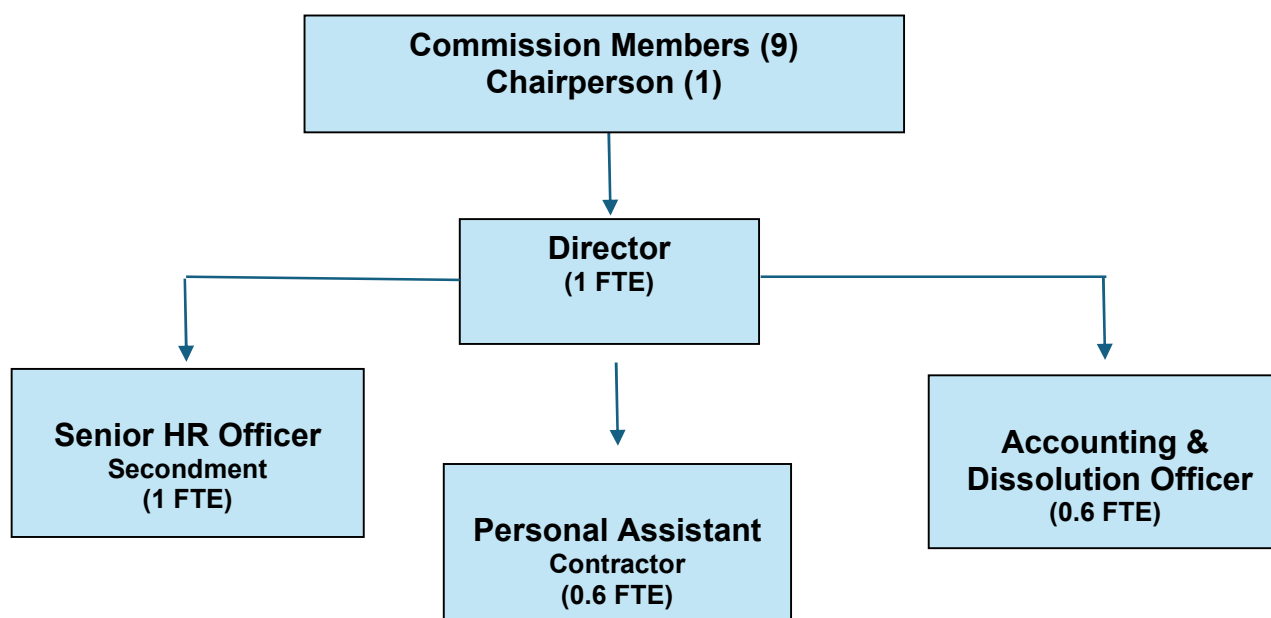 Commission Members (9)
Chairperson (1)
Director
(1 FTE)
Senior HR Officer
Secondment
(1 FTE)
Personal Assistant
Contractor
(0.6 FTE)
Accounting &
Dissolution Officer
(0.6 FTE)